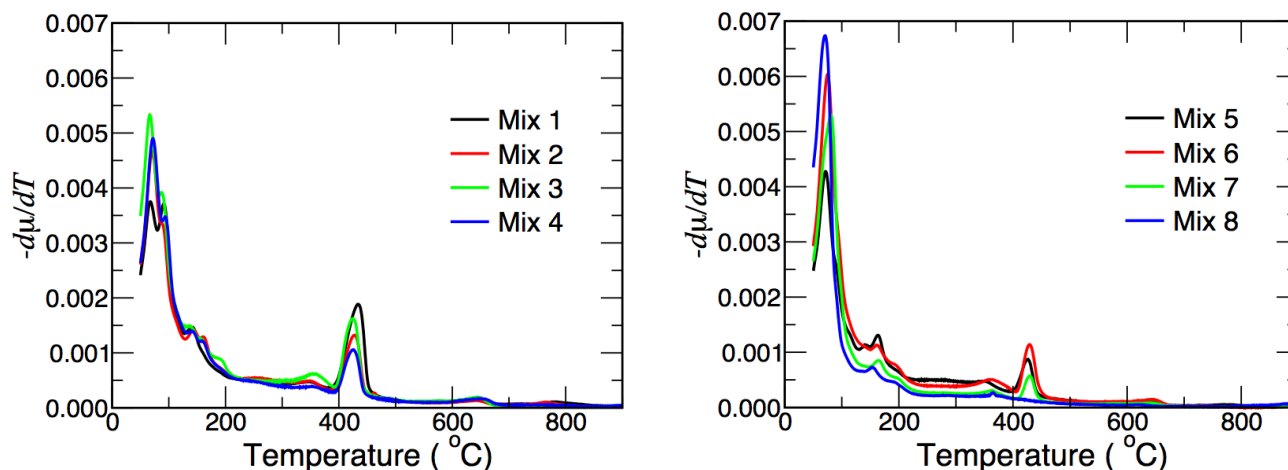 0.007
0.006
0.005
0.004
0.003
0.002
0.001
0.000
-dμ/dT
Mix 1
Mix 2
Mix 3
Mix 4
0 200 400 600 800
Temperature ( °C)
0.007
0.006
0.005
0.004
0.003
0.002
0.001
0.000
-dμ/dT
Mix 5
Mix 6
Mix 7
Mix 8
0 200 400 600 800
Temperature ( °C)